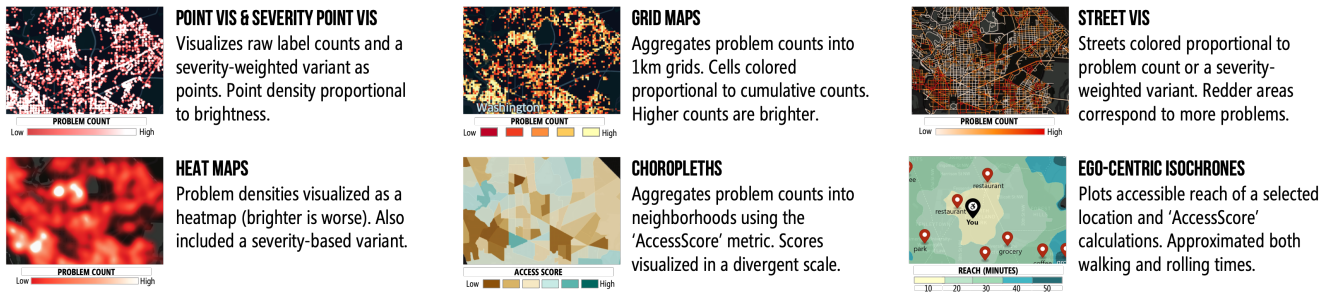 POINT VIS & SEVERITY POINT VIS
Visualizes raw label counts and a
severity-weighted variant as
points. Point density proportional
to brightness.
Washington
PROBLEM COUNT
Low High
GRID MAPS
Aggregates problem counts into
1km grids. Cells colored
proportional to cumulative counts.
Higher counts are brighter.
PROBLEM COUNT
Low High
STREET VIS
Streets colored proportional to
problem count or a severity-
weighted variant. Redder areas
correspond to more problems.
PROBLEM COUNT
Low High
HEAT MAPS
Problem densities visualized as a
heatmap (brighter is worse). Also
included a severity-based variant.
PROBLEM COUNT
Low High
CHOROPLETHS
Aggregates problem counts into
neighborhoods using the
'AccessScore' metric. Scores
visualized in a divergent scale.
ACCESS SCORE
Low High
EGO-CENTRIC ISOCHRONES
Plots accessible reach of a selected
location and 'AccessScore'
calculations. Approximated both
walking and rolling times.
restaurant
restaurant
You
park
grocery
REACH (MINUTES)
10 20 30 40 50